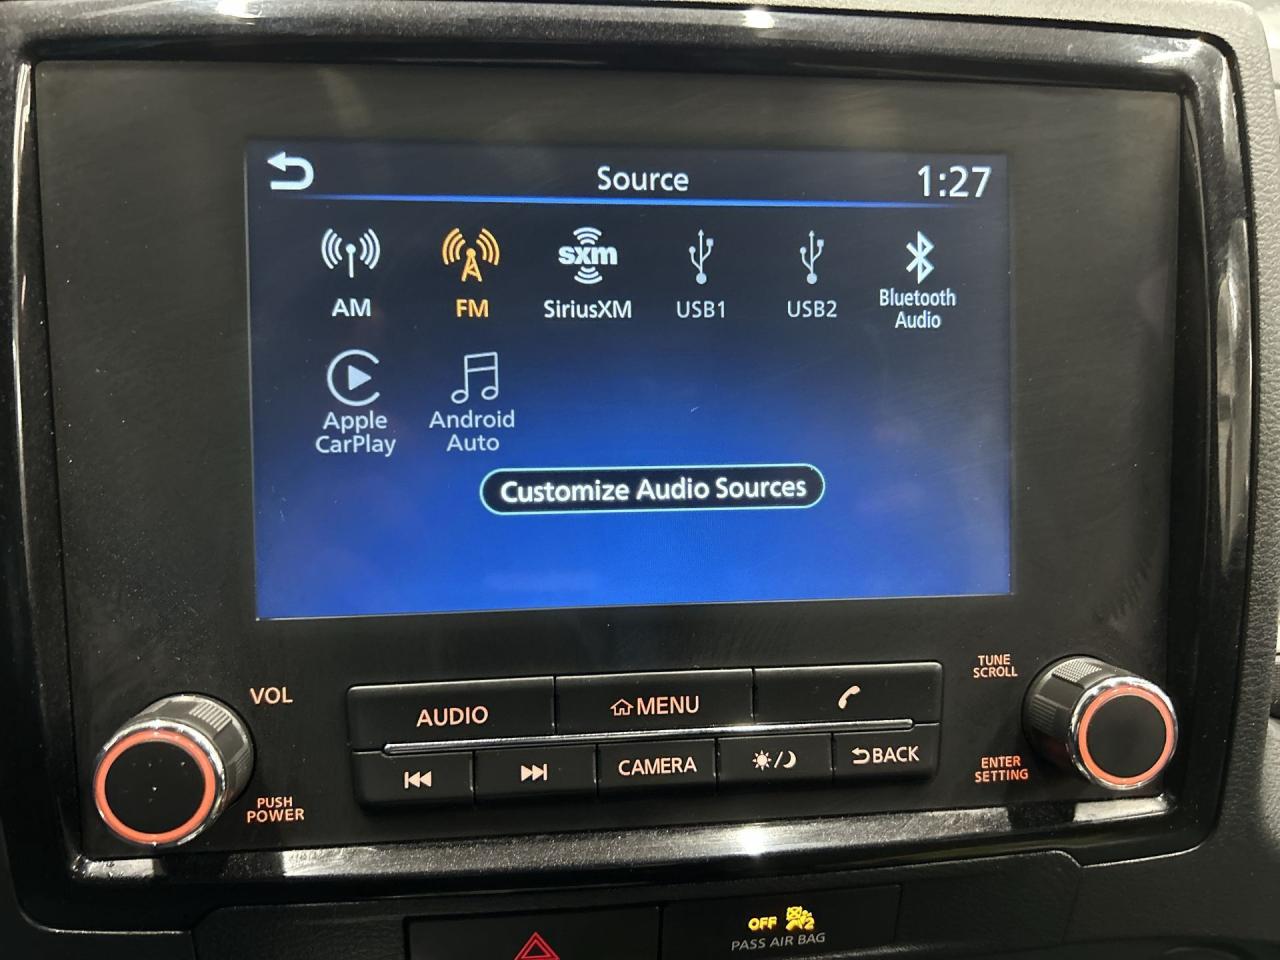 Source
1:27
AM
FM
sxm
SiriusXM
USB1
USB2
Bluetooth
Audio
Apple
CarPlay
Android
Auto
Customize Audio Sources
VOL
PUSH
POWER
AUDIO
MENU
CAMERA
BACK
TUNE
SCROLL
ENTER
SETTING
OFF
2
PASS AIR BAG